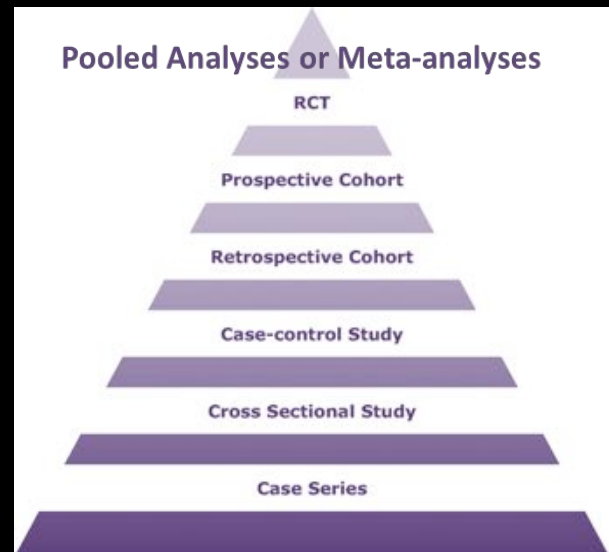 Pooled Analyses or Meta-analyses
RCT
Prospective Cohort
Retrospective Cohort
Case-control Study
Cross Sectional Study
Case Series